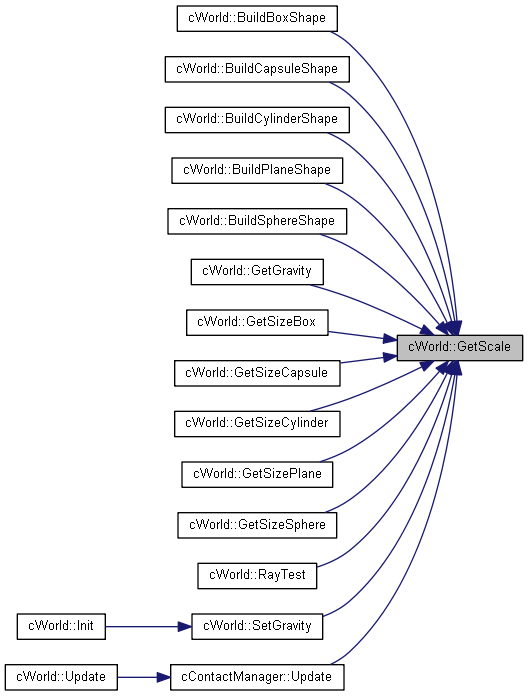 cWorld::BuildBoxShape
cWorld::BuildCapsuleShape
cWorld::BuildCylinderShape
cWorld::BuildPlaneShape
cWorld::BuildSphereShape
cWorld::GetGravity
cWorld::GetSizeBox
cWorld::GetScale
cWorld::GetSizeCapsule
cWorld::GetSizeCylinder
cWorld::GetSizePlane
cWorld::GetSizeSphere
cWorld::RayTest
cWorld::Init
cWorld::SetGravity
cWorld::Update
cContactManager::Update